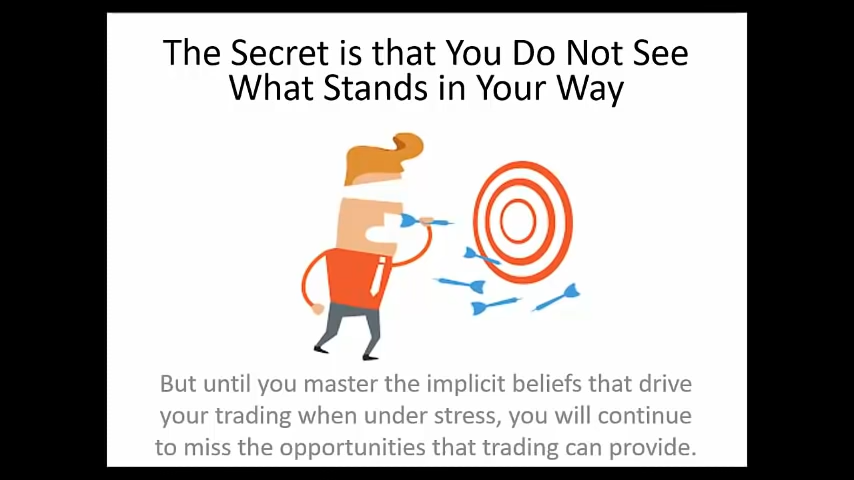 The Secret is that You Do Not See
What Stands in Your Way
But until you master the implicit beliefs that drive
your trading when under stress, you will continue
to miss the opportunities that trading can provide.